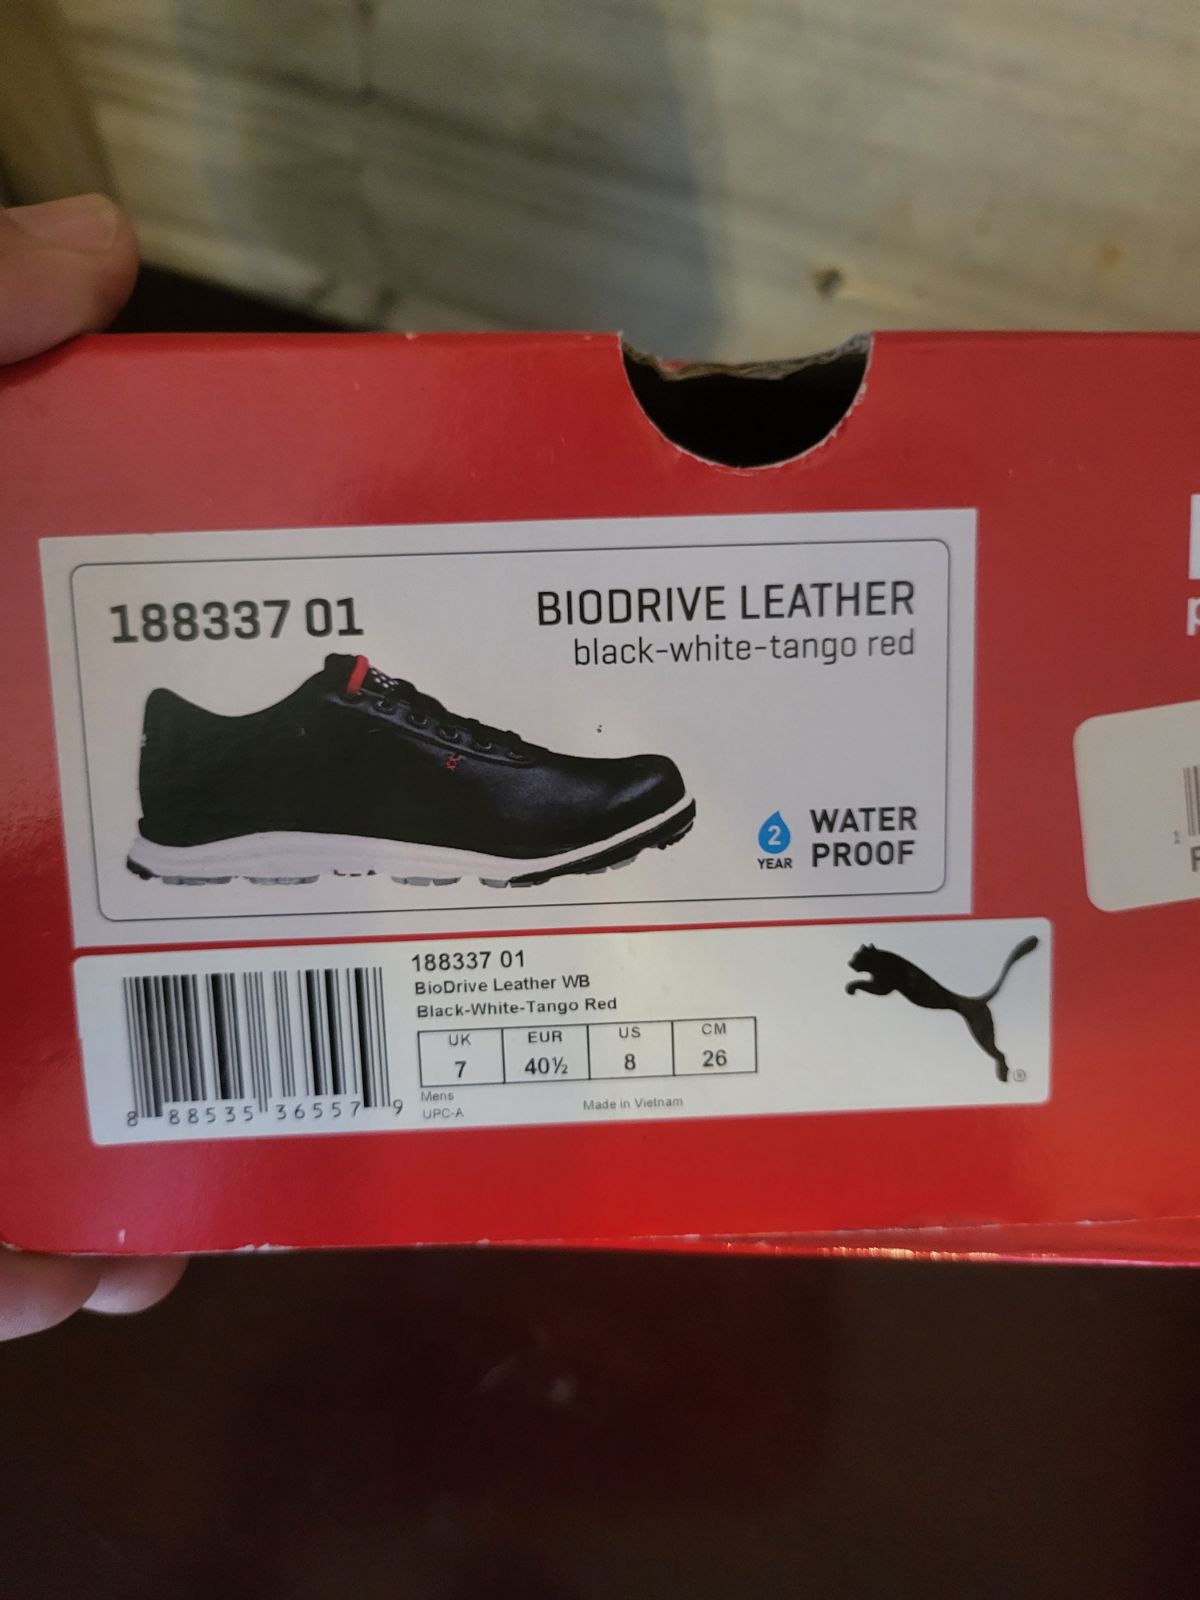 188337 01
BIODRIVE LEATHER
black-white-tango red
2
YEAR
WATER
PROOF
188337 01
BioDrive Leather WB
Black-White-Tango Red
UK EUR US CM
7 40½ 8 26
Mens
UPC-A
Made in Vietnam
8 88535 36557 9
®
1